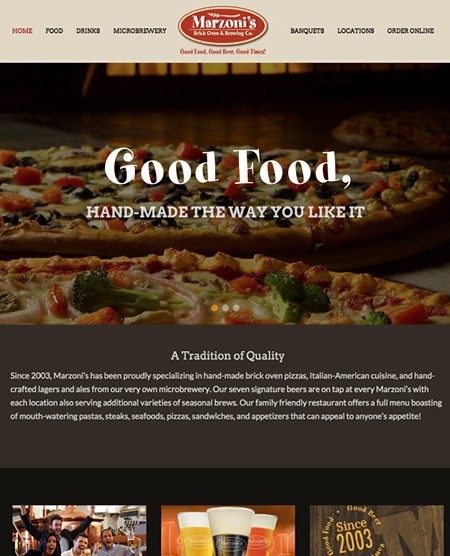 HOME FOOD DRINKS MICROBREWERY
Marzoni's
Brick Oven & Brewing Co.
Good Food, Good Beer, Good Times!
BANQUETS LOCATIONS ORDER ONLINE
Good Food,
HAND-MADE THE WAY YOU LIKE IT
A Tradition of Quality
Since 2003, Marzoni's has been proudly specializing in hand-made brick oven pizzas, Italian-American cuisine, and hand-
crafted lagers and ales from our very own microbrewery. Our seven signature beers are on tap at every Marzoni's with
each location also serving additional varieties of seasonal brews. Our family friendly restaurant offers a full menu boasting
of mouth-watering pastas, steaks, seafoods, pizzas, sandwiches, and appetizers that can appeal to anyone's appetite!
Good Food • Good Beer
Since
2003